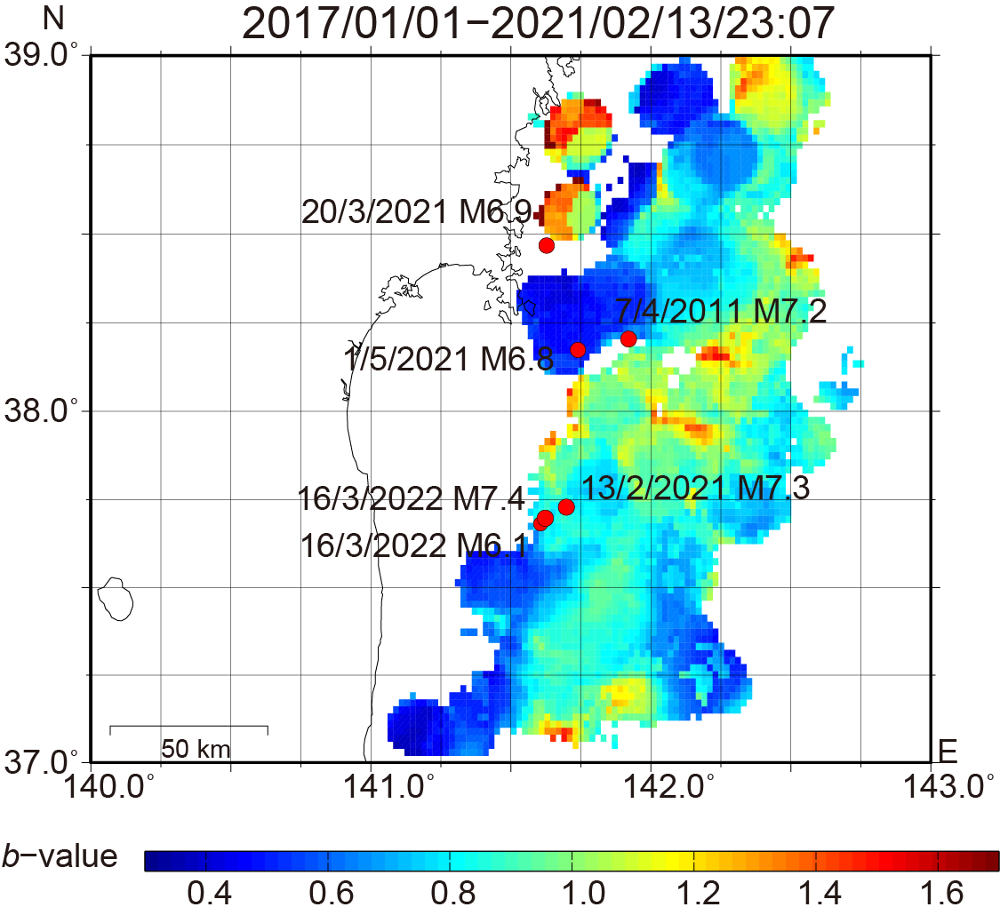 N
2017/01/01−2021/02/13/23:07
39.0°
20/3/2021 M6.9
7/4/2011 M7.2
1/5/2021 M6.8
38.0°
13/2/2021 M7.3
16/3/2022 M7.4
16/3/2022 M6.1
50 km
37.0°
E
140.0° 141.0° 142.0° 143.0°
b−value
0.4 0.6 0.8 1.0 1.2 1.4 1.6